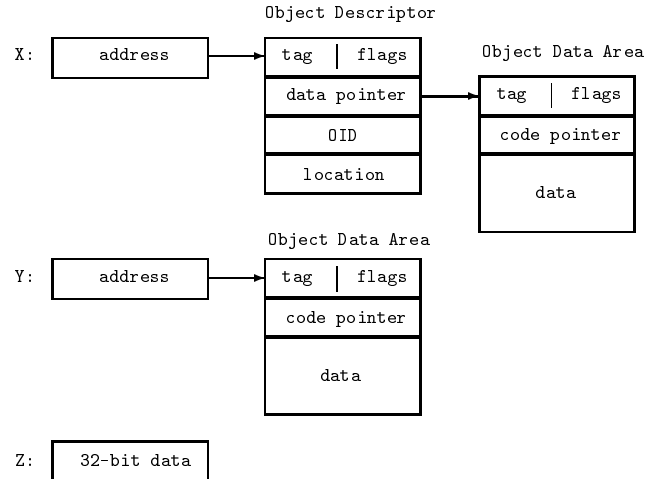 Object Descriptor
X:
address
tag flags
data pointer
OID
location
Object Data Area
tag flags
code pointer
data
Object Data Area
Y:
address
tag flags
code pointer
data
Z:
32-bit data